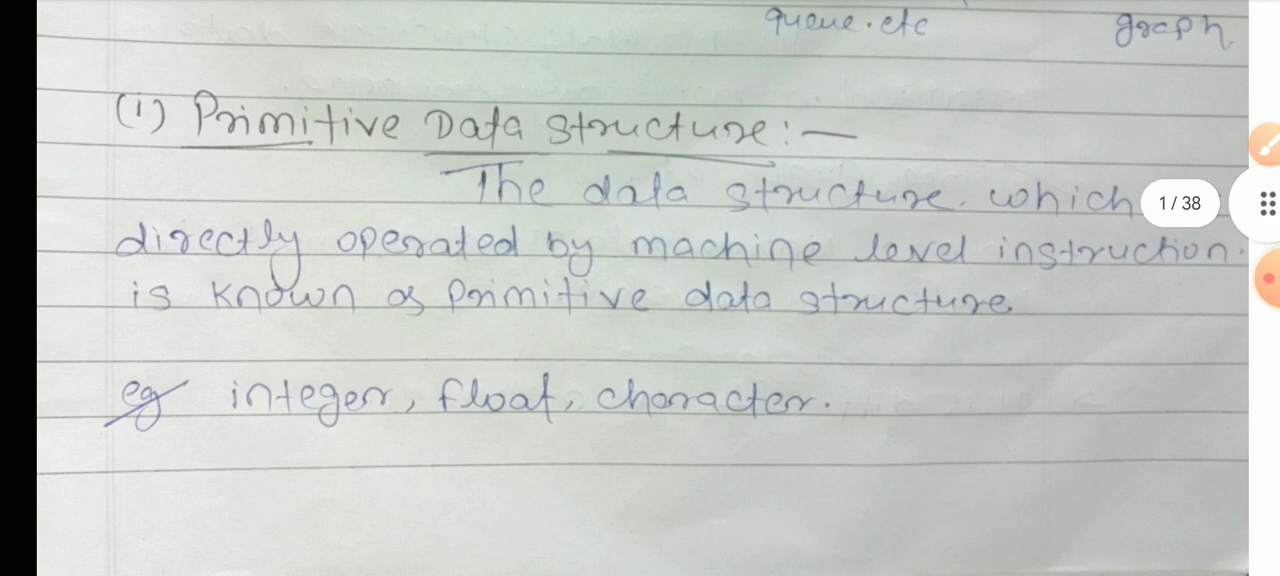 queue.etc graph
(i) Primitive Data structure:—
The data structure. which
1/38
directly operated by machine level instruction.
is known as primitive data structure.
eg integer, float, character.